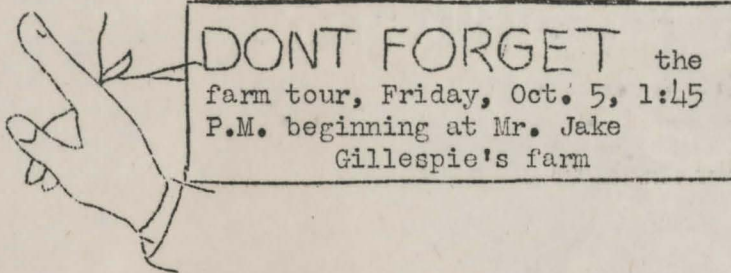 DONT FORGET the
farm tour, Friday, Oct. 5, 1:45
P.M. beginning at Mr. Jake
Gillespie's farm